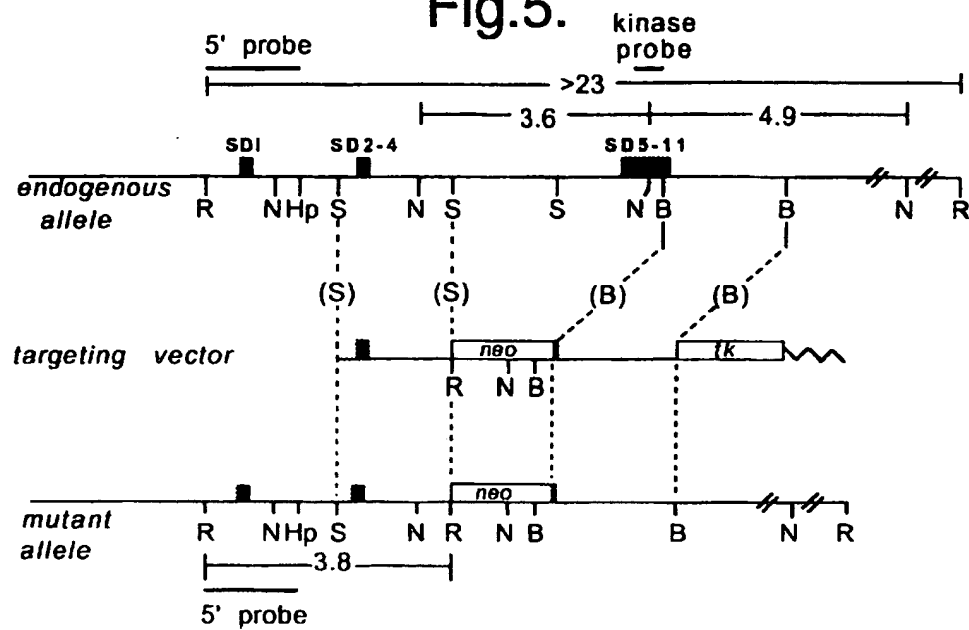 Fig.5.
5' probe
kinase
probe
>23
3.6
4.9
SDI
SD2-4
SD5-11
endogenous
allele
R
N
Hp
S
N
S
S
N
B
B
N
R
(S)
(S)
(B)
(B)
targeting vector
neo
tk
R
N
B
neo
mutant
allele
R
N
Hp
S
N
R
N
B
B
N
R
3.8
5' probe